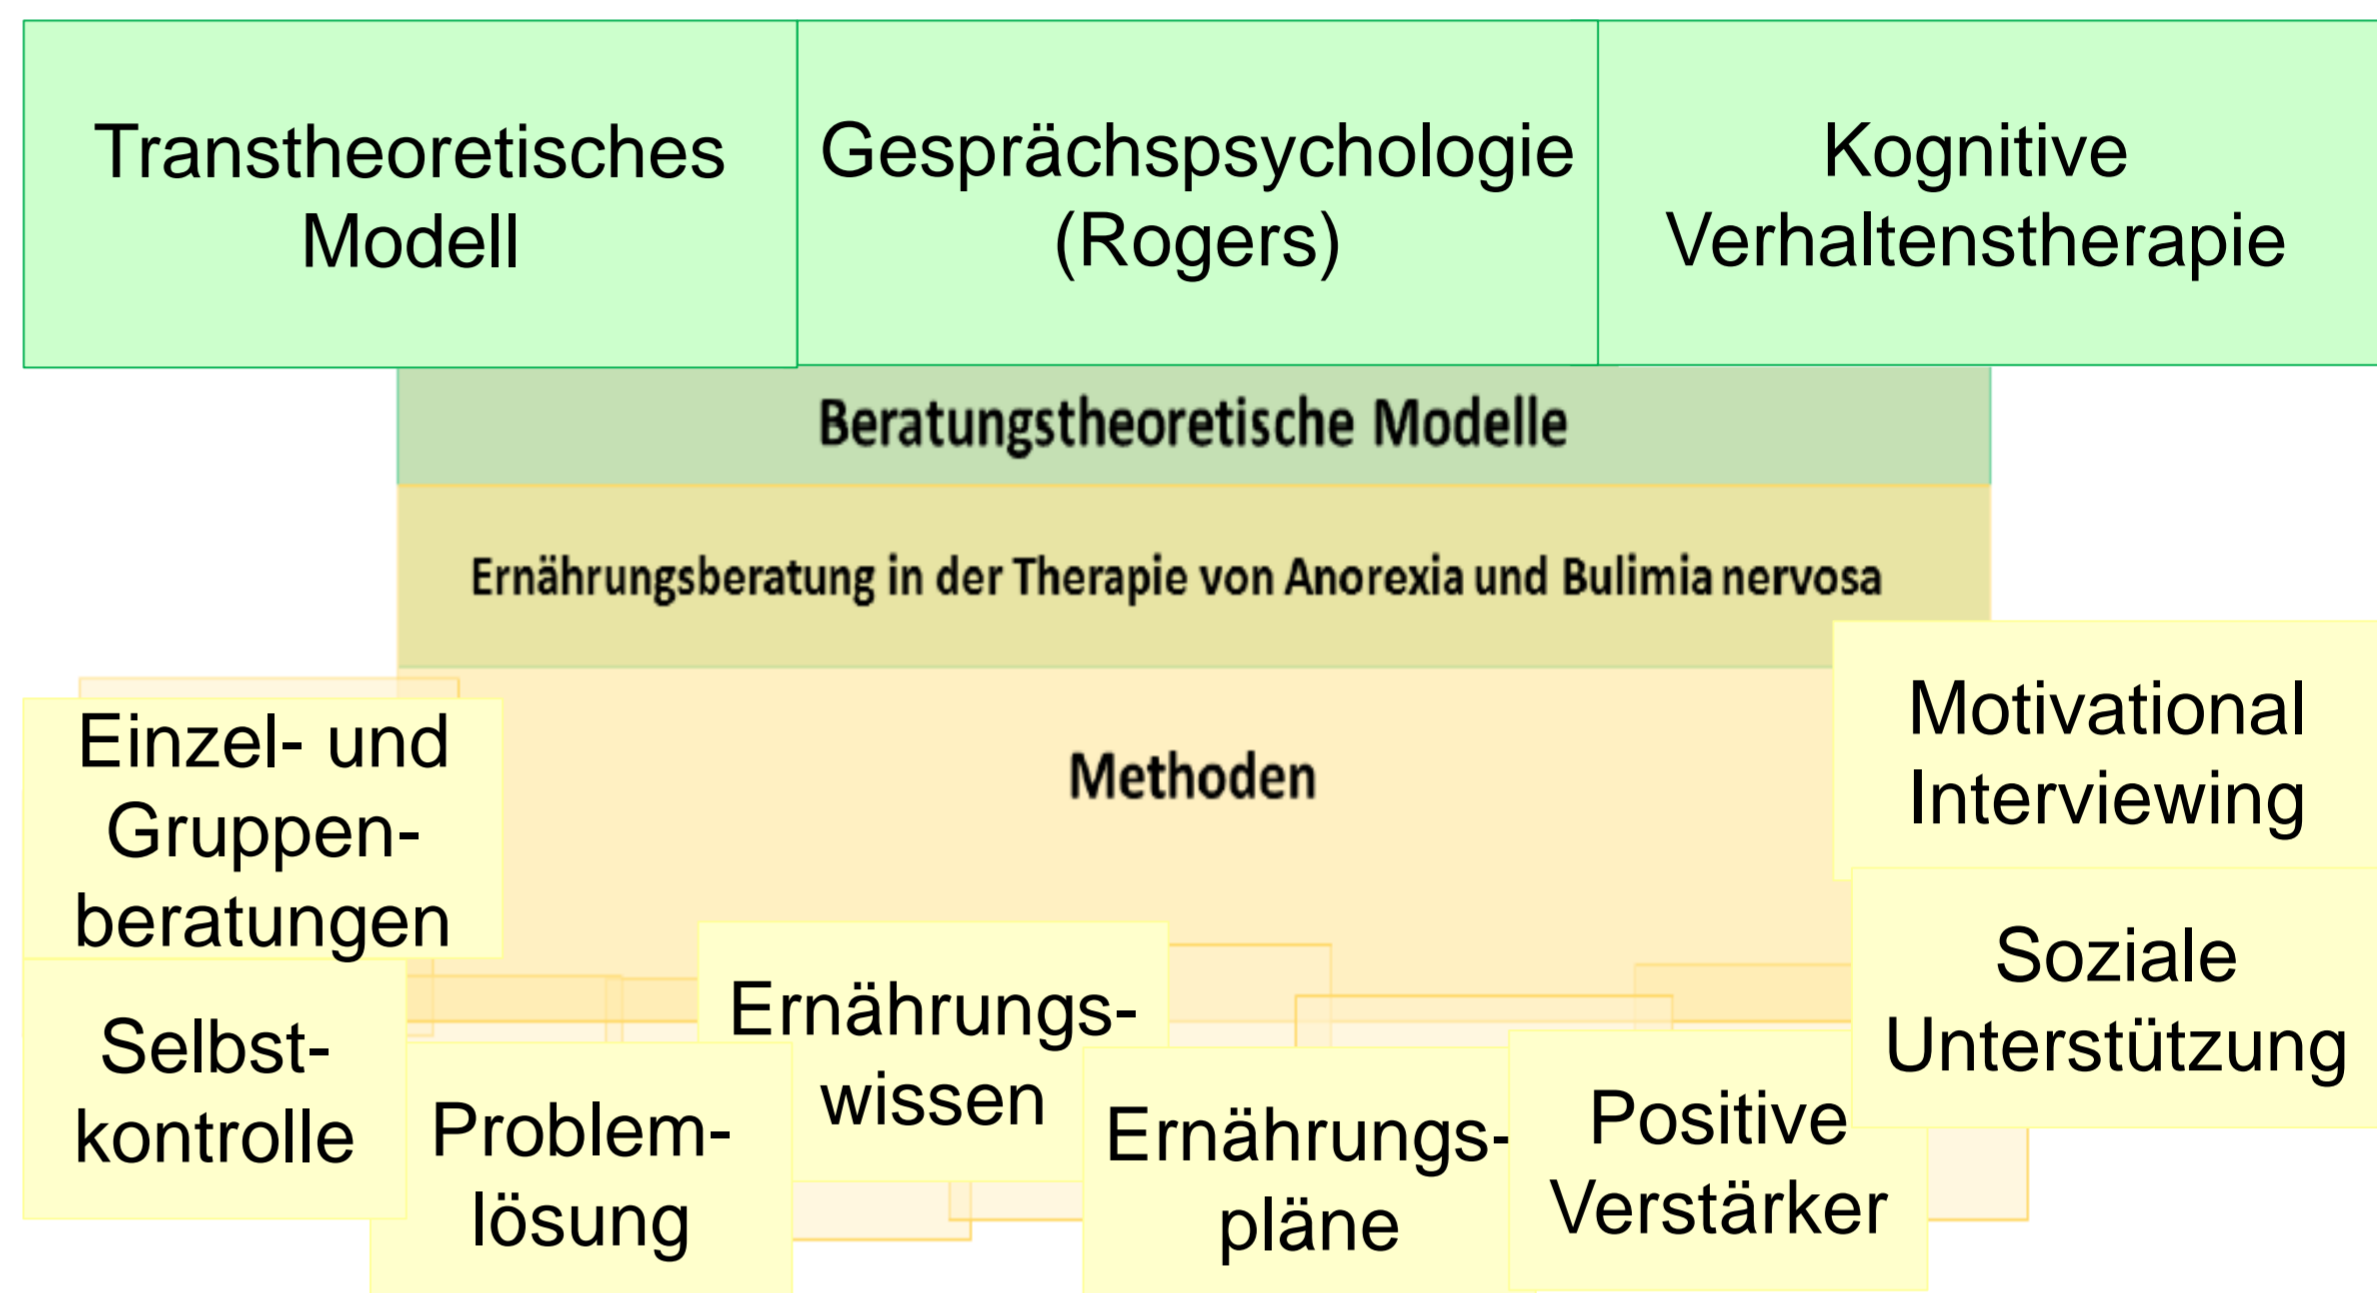 Transtheoretisches
Modell
Gesprächspsychologie
(Rogers)
Kognitive
Verhaltenstherapie
Beratungstheoretische Modelle
Ernährungsberatung in der Therapie von Anorexia und Bulimia nervosa
Methoden
Einzel- und
Gruppen-
beratungen
Selbst-
kontrolle
Problem-
lösung
Ernährungs-
wissen
Ernährungs-
pläne
Positive
Verstärker
Motivational
Interviewing
Soziale
Unterstützung